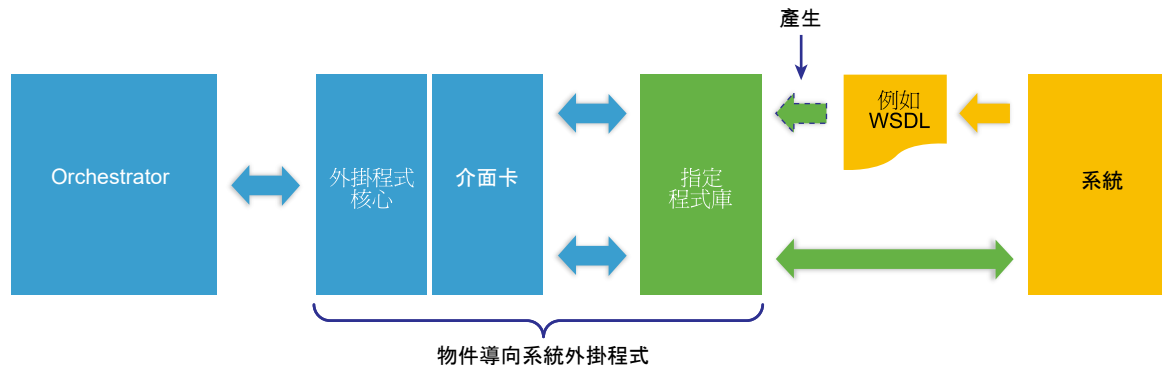 產生
Orchestrator
外掛程式
核心
介面卡
指定
程式庫
例如
WSDL
系統
物件導向系統外掛程式